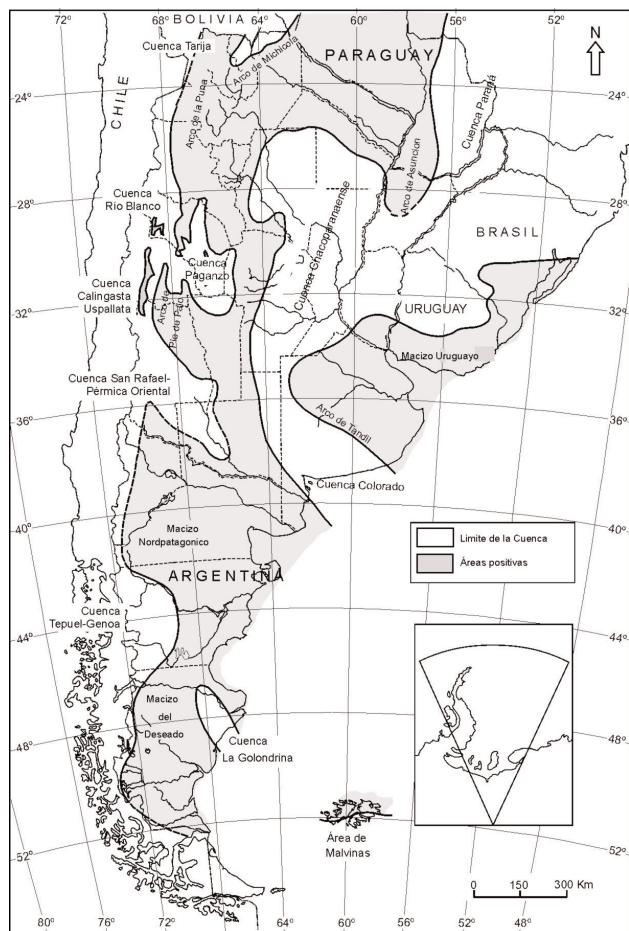 BOLIVIA
72°
68°
64°
60°
56°
Cuenca Tarija
Arco de Michicola
PARAGUAY
N
CHILE
Arco de la Puna
Cuenca Paraná
24°
24°
Arco de Asuncion
28°
28°
Cuenca
Rio Blanco
Cuenca Chacoparanaense
BRASIL
Cuenca
Paganzo
Cuenca
Calingasta
Uspallata
Arco de
Pie de Palo
32°
32°
URUGUAY
Macizo Uruguayo
Cuenca San Rafael-
Pérmica Oriental
36°
36°
Arco de Tandil
Cuenca Colorado
40°
40°
Macizo
Nordpatagonico
Limite de la Cuenca
Áreas positivas
ARGENTINA
Cuenca
Tepuel-Genoa
44°
44°
Macizo
del
Deseado
48°
48°
Cuenca
La Golondrina
Área de
Malvinas
52°
52°
0 150 300 Km
80°
76°
72°
68°
64°
60°
56°
52°
48°